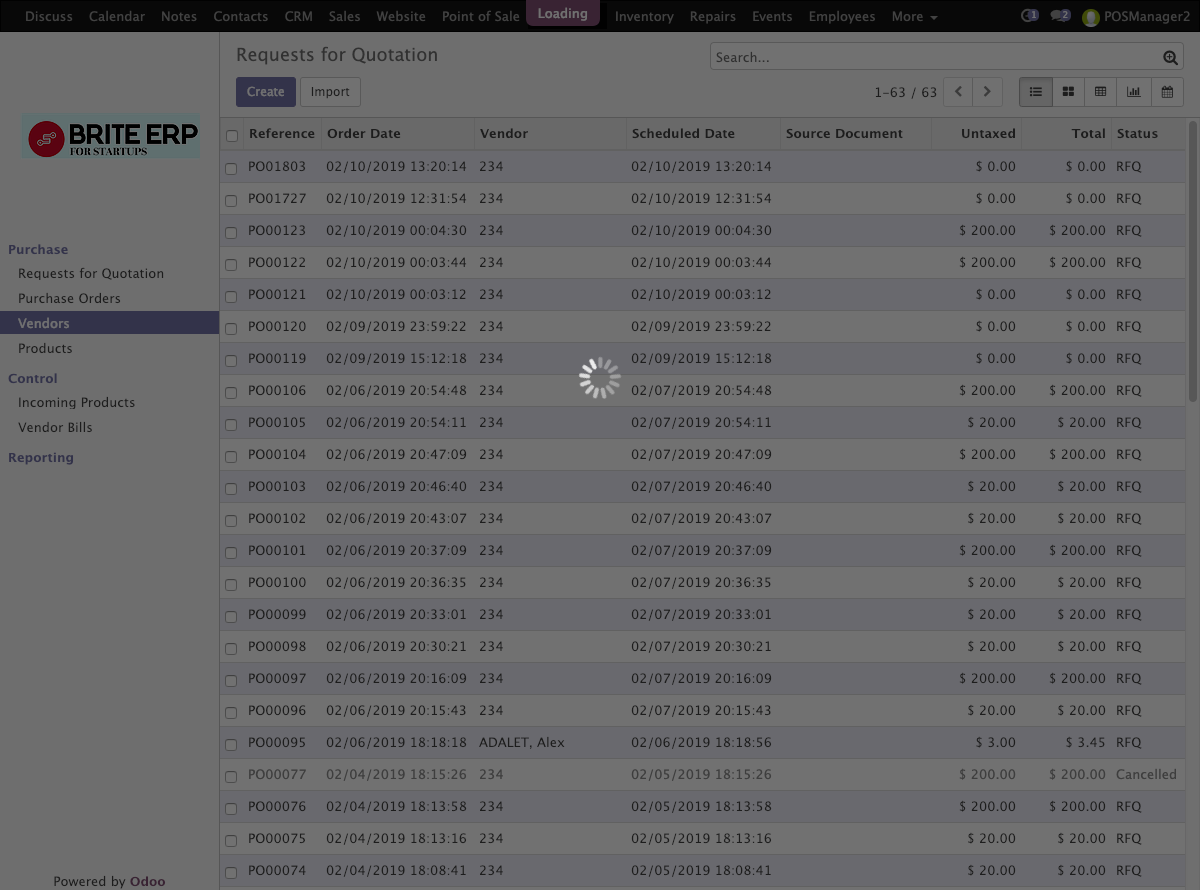 Discuss Calendar Notes Contacts CRM Sales Website Point of Sale Loading Inventory Repairs Events Employees More 1 2 POSManager2
Requests for Quotation
Search...
Create Import 1-63 / 63
BRITE ERP
FOR STARTUPS
Purchase
Requests for Quotation
Purchase Orders
Vendors
Products
Control
Incoming Products
Vendor Bills
Reporting
Powered by Odoo
Reference Order Date Vendor Scheduled Date Source Document Untaxed Total Status
PO01803 02/10/2019 13:20:14 234 02/10/2019 13:20:14 $ 0.00 $ 0.00 RFQ
PO01727 02/10/2019 12:31:54 234 02/10/2019 12:31:54 $ 0.00 $ 0.00 RFQ
PO00123 02/10/2019 00:04:30 234 02/10/2019 00:04:30 $ 200.00 $ 200.00 RFQ
PO00122 02/10/2019 00:03:44 234 02/10/2019 00:03:44 $ 200.00 $ 200.00 RFQ
PO00121 02/10/2019 00:03:12 234 02/10/2019 00:03:12 $ 0.00 $ 0.00 RFQ
PO00120 02/09/2019 23:59:22 234 02/09/2019 23:59:22 $ 0.00 $ 0.00 RFQ
PO00119 02/09/2019 15:12:18 234 02/09/2019 15:12:18 $ 0.00 $ 0.00 RFQ
PO00106 02/06/2019 20:54:48 234 02/07/2019 20:54:48 $ 200.00 $ 200.00 RFQ
PO00105 02/06/2019 20:54:11 234 02/07/2019 20:54:11 $ 20.00 $ 20.00 RFQ
PO00104 02/06/2019 20:47:09 234 02/07/2019 20:47:09 $ 200.00 $ 200.00 RFQ
PO00103 02/06/2019 20:46:40 234 02/07/2019 20:46:40 $ 20.00 $ 20.00 RFQ
PO00102 02/06/2019 20:43:07 234 02/07/2019 20:43:07 $ 20.00 $ 20.00 RFQ
PO00101 02/06/2019 20:37:09 234 02/07/2019 20:37:09 $ 200.00 $ 200.00 RFQ
PO00100 02/06/2019 20:36:35 234 02/07/2019 20:36:35 $ 20.00 $ 20.00 RFQ
PO00099 02/06/2019 20:33:01 234 02/07/2019 20:33:01 $ 20.00 $ 20.00 RFQ
PO00098 02/06/2019 20:30:21 234 02/07/2019 20:30:21 $ 20.00 $ 20.00 RFQ
PO00097 02/06/2019 20:16:09 234 02/07/2019 20:16:09 $ 200.00 $ 200.00 RFQ
PO00096 02/06/2019 20:15:43 234 02/07/2019 20:15:43 $ 20.00 $ 20.00 RFQ
PO00095 02/06/2019 18:18:18 ADALET, Alex 02/06/2019 18:18:56 $ 3.00 $ 3.45 RFQ
PO00077 02/04/2019 18:15:26 234 02/05/2019 18:15:26 $ 200.00 $ 200.00 Cancelled
PO00076 02/04/2019 18:13:58 234 02/05/2019 18:13:58 $ 200.00 $ 200.00 RFQ
PO00075 02/04/2019 18:13:16 234 02/05/2019 18:13:16 $ 20.00 $ 20.00 RFQ
PO00074 02/04/2019 18:08:41 234 02/05/2019 18:08:41 $ 20.00 $ 20.00 RFQ